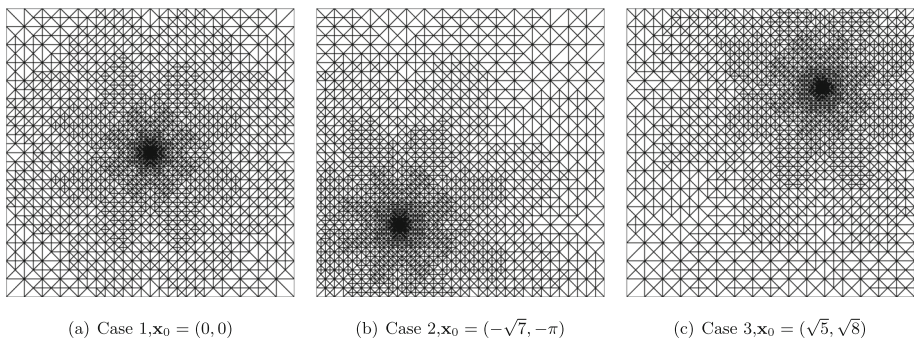 (a) Case 1,x₀ = (0, 0)
(b) Case 2,x₀ = (−√7, −π)
(c) Case 3,x₀ = (√5, √8)